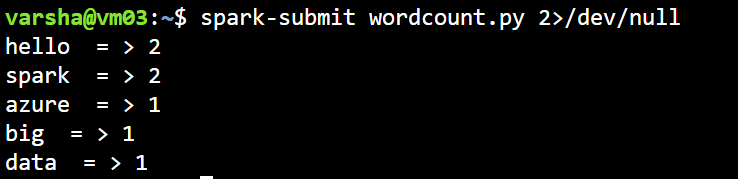 varsha@vm03:~$ spark-submit wordcount.py 2>/dev/null
hello  = > 2
spark  = > 2
azure  = > 1
big  = > 1
data  = > 1